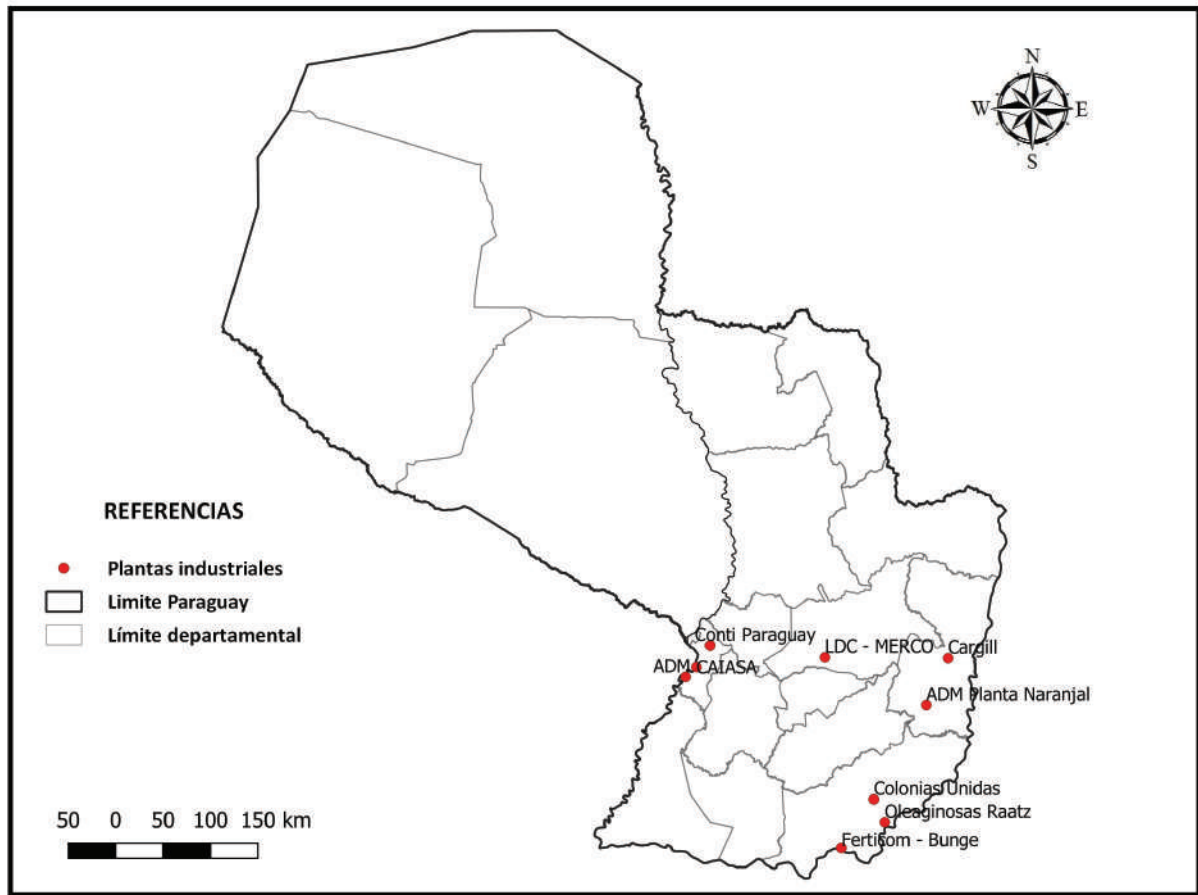 N
W E
S
REFERENCIAS
Plantas industriales
Limite Paraguay
Límite departamental
Conti Paraguay
LDC - MERCO
Cargill
ADM CAIASA
ADM Planta Naranjal
Colonias Unidas
Oleaginosas Raatz
Ferticom - Bunge
50 0 50 100 150 km